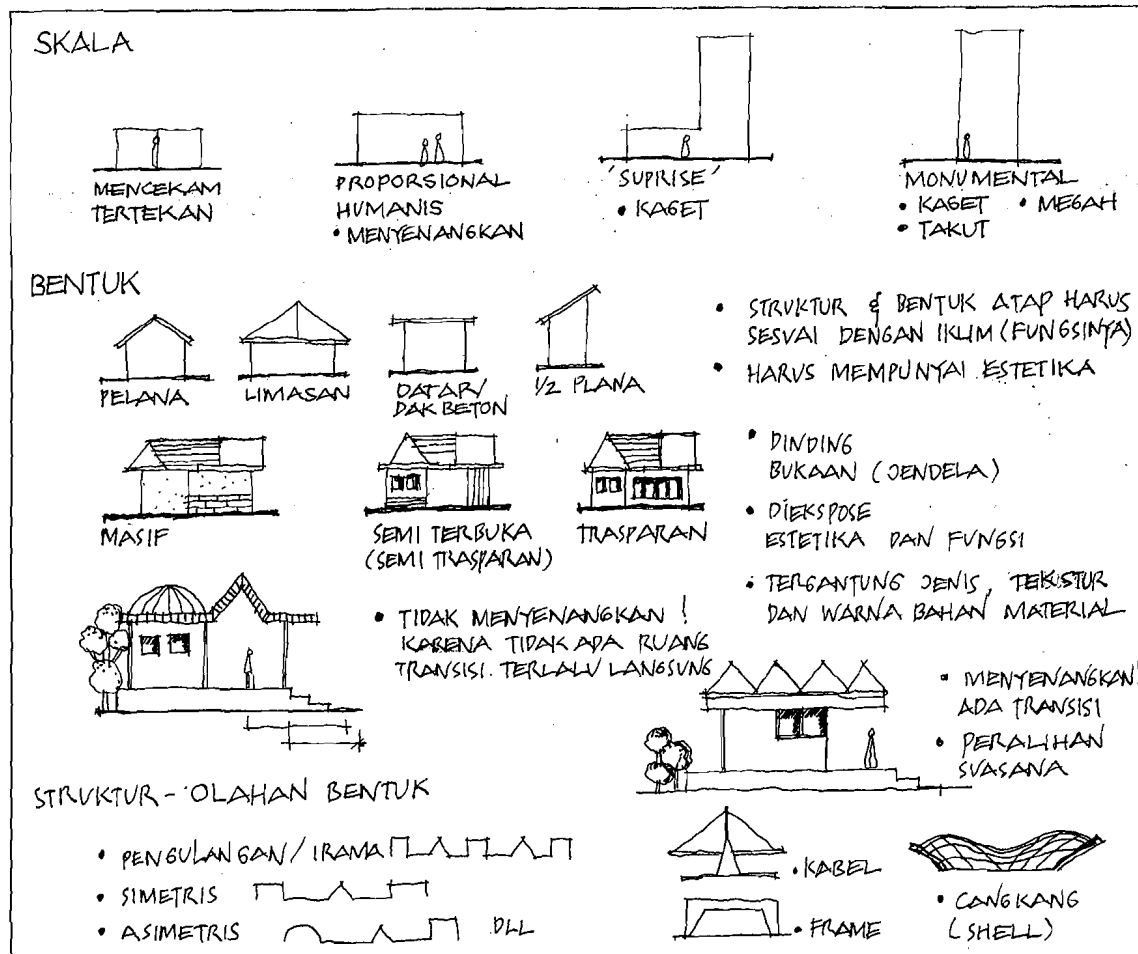 SKALA
MENCEKAM
TERTEKAN
PROPORSIONAL
HUMANIS
• MENYENANGKAN
'SUPRISE'
• KAGET
MONUMENTAL
• KAGET • MEGAH
• TAKUT
BENTUK
PELANA
LIMASAN
DATAR/
DAK BETON
1/2 PLANA
• STRUKTUR & BENTUK ATAP HARUS
SESUAI DENGAN IKLIM (FUNGSINYA)
• HARUS MEMPUNYAI ESTETIKA
MASIF
SEMI TERBUKA
(SEMI TRASPARAN)
TRASPARAN
• DINDING
BUKAAN (JENDELA)
• DIEKSPOSE
ESTETIKA DAN FUNGSI
• TERGANTUNG JENIS, TEKSTUR
DAN WARNA BAHAN MATERIAL
• TIDAK MENYENANGKAN !
KARENA TIDAK ADA RUANG
TRANSISI. TERLALU LANGSUNG
• MENYENANGKAN!
ADA TRANSISI
• PERALIHAN
SUASANA
STRUKTUR - OLAHAN BENTUK
• PENGULANGAN / IRAMA
• SIMETRIS
• ASIMETRIS DLL
• KABEL
• FRAME
• CANGKANG
(SHELL)